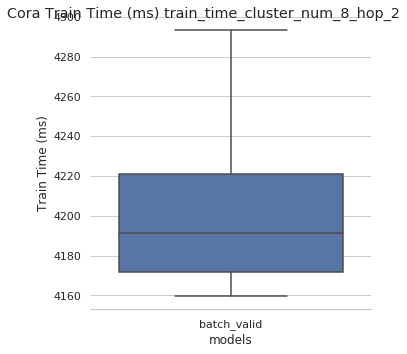 Cora Train Time (ms) train_time_cluster_num_8_hop_2
4300
4280
4260
4240
4220
4200
4180
4160
Train Time (ms)
batch_valid
models